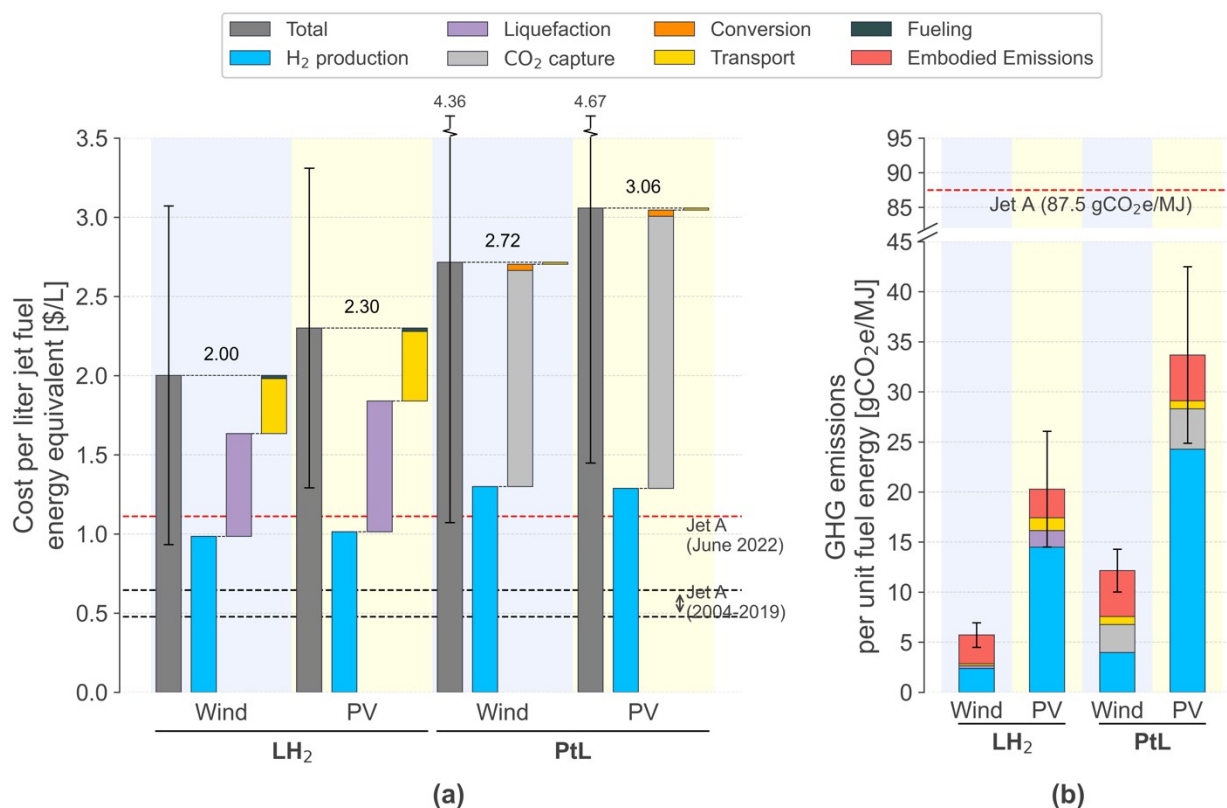 Total
H₂ production
Liquefaction
CO₂ capture
Conversion
Transport
Fueling
Embodied Emissions
4.36
4.67
Cost per liter jet fuel
energy equivalent [$/L]
3.5
3.0
2.5
2.0
1.5
1.0
0.5
0.0
2.00
2.30
2.72
3.06
Jet A
(June 2022)
Jet A
(2004-2019)
Wind
PV
Wind
PV
LH₂
PtL
(a)
GHG emissions
per unit fuel energy [gCO₂e/MJ]
95
90
85
45
40
35
30
25
20
15
10
5
0
Jet A (87.5 gCO₂e/MJ)
Wind
PV
Wind
PV
LH₂
PtL
(b)